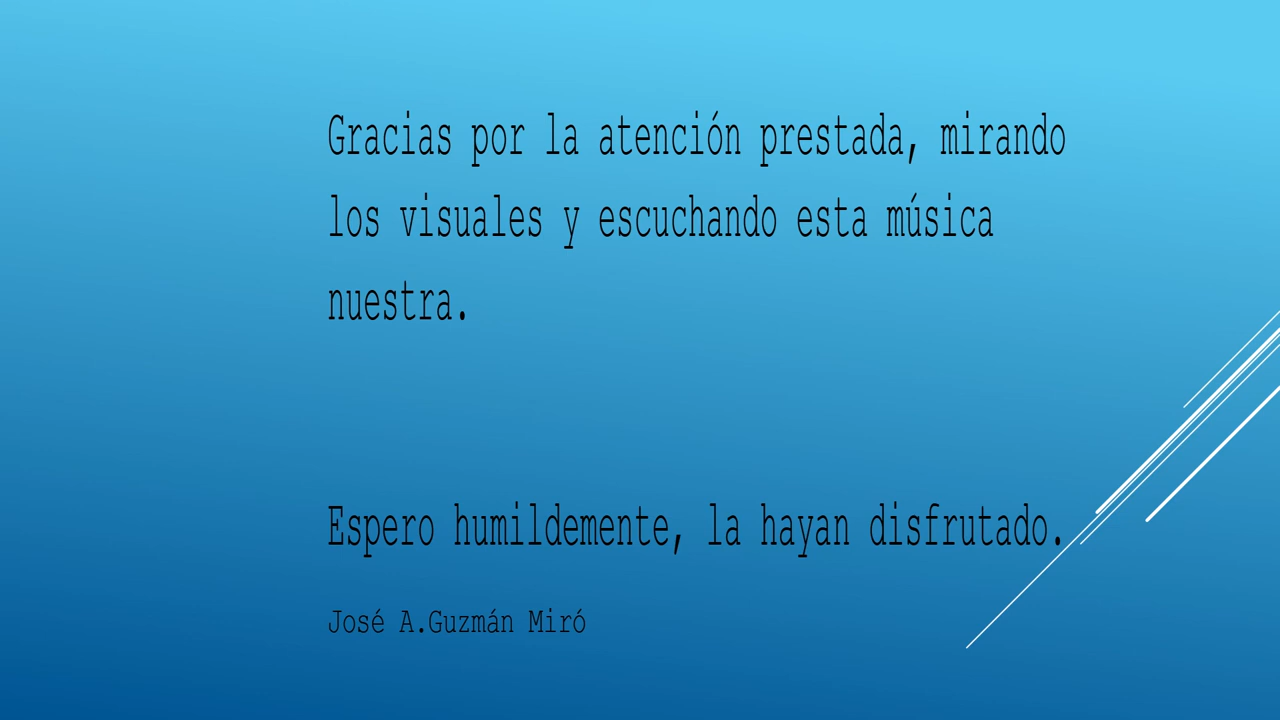 Gracias por la atención prestada, mirando
los visuales y escuchando esta música
nuestra.
Espero humildemente, la hayan disfrutado.
José A.Guzmán Miró